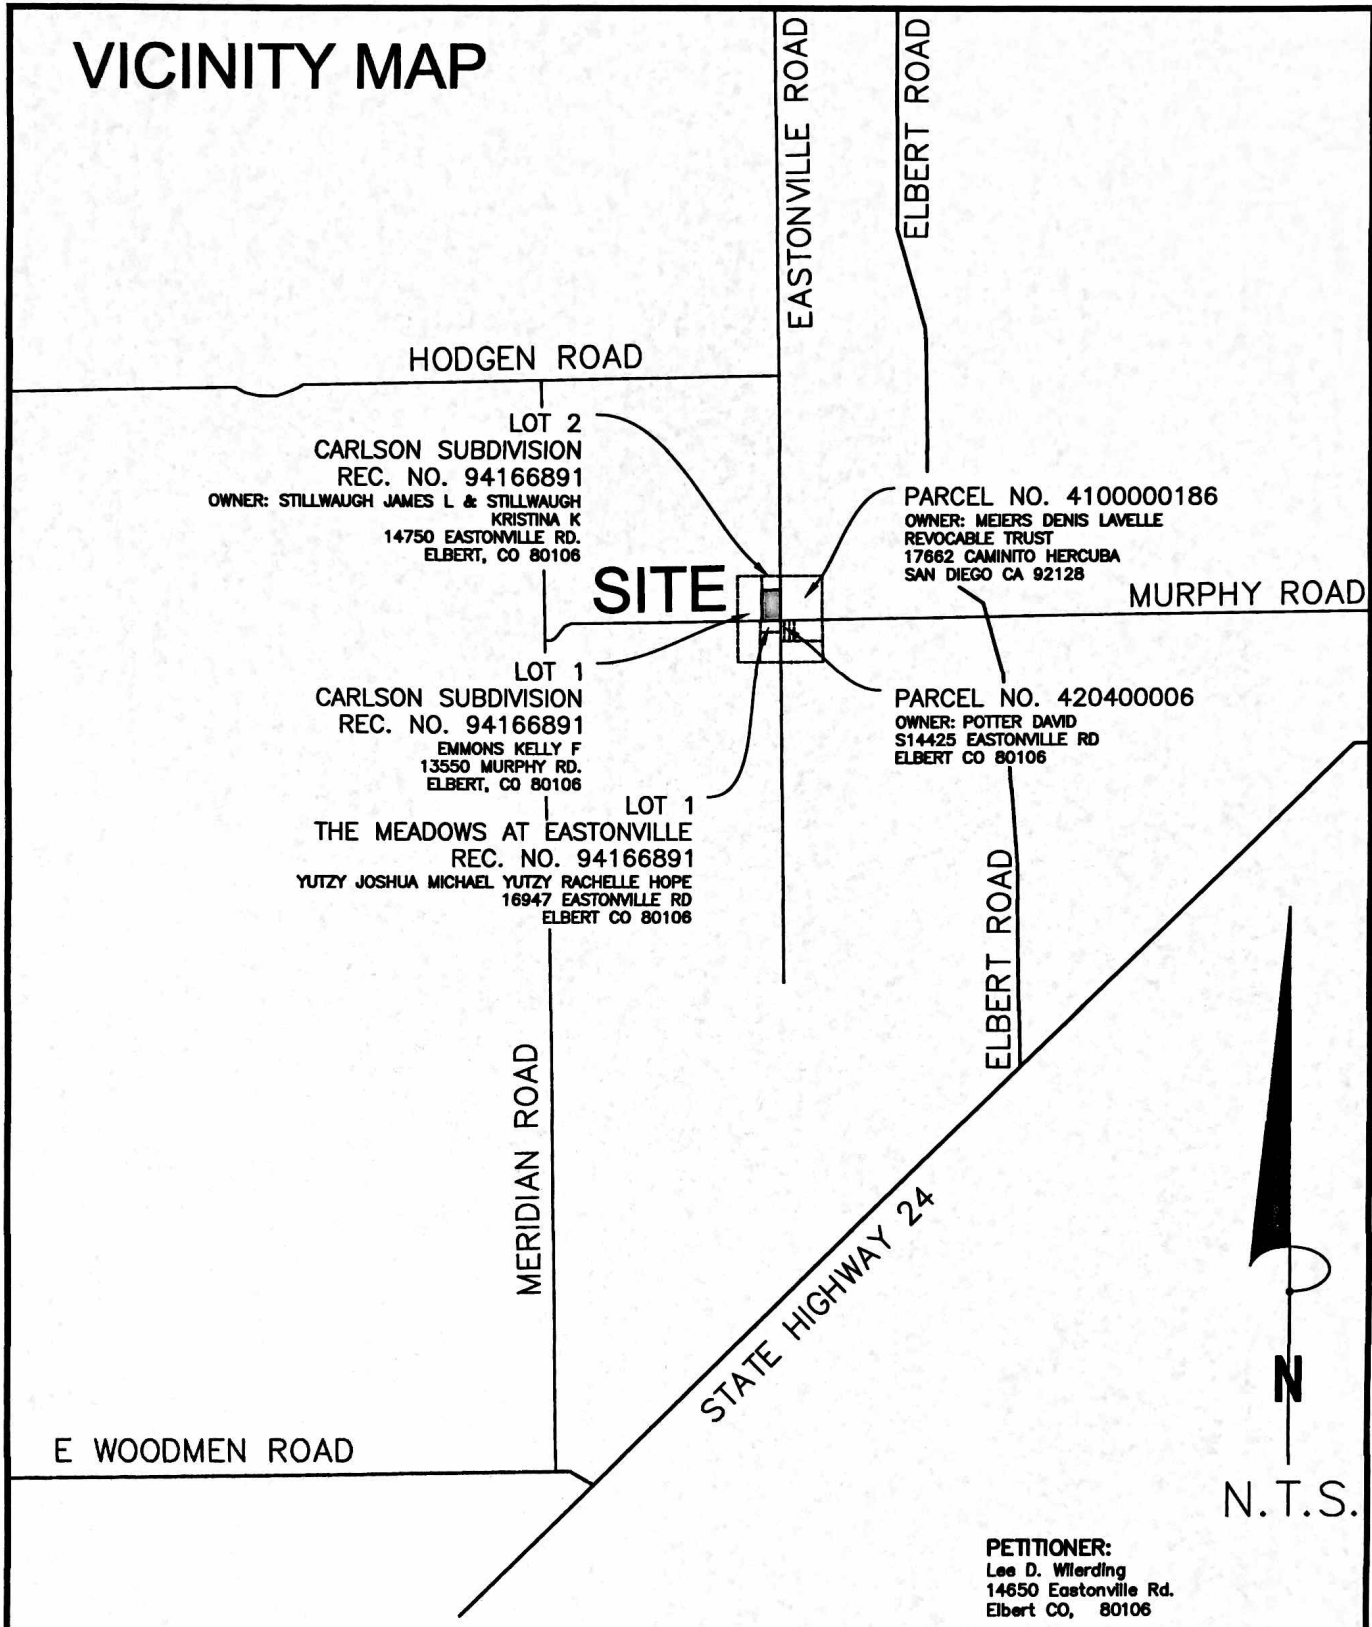 VICINITY MAP
EASTONVILLE ROAD
ELBERT ROAD
HODGEN ROAD
LOT 2
CARLSON SUBDIVISION
REC. NO. 94166891
OWNER: STILLWAUGH JAMES L & STILLWAUGH
KRISTINA K
14750 EASTONVILLE RD.
ELBERT, CO 80106
PARCEL NO. 4100000186
OWNER: MEIERS DENIS LAVELLE
REVOCABLE TRUST
17662 CAMINITO HERCUBA
SAN DIEGO CA 92128
SITE
MURPHY ROAD
LOT 1
CARLSON SUBDIVISION
REC. NO. 94166891
EMMONS KELLY F
13550 MURPHY RD.
ELBERT, CO 80106
PARCEL NO. 420400006
OWNER: POTTER DAVID
S14425 EASTONVILLE RD
ELBERT CO 80106
LOT 1
THE MEADOWS AT EASTONVILLE
REC. NO. 94166891
YUTZY JOSHUA MICHAEL YUTZY RACHELLE HOPE
16947 EASTONVILLE RD
ELBERT CO 80106
ELBERT ROAD
MERIDIAN ROAD
STATE HIGHWAY 24
E WOODMEN ROAD
N
N.T.S.
PETITIONER:
Lee D. Wierding
14650 Eastonville Rd.
Elbert CO, 80106